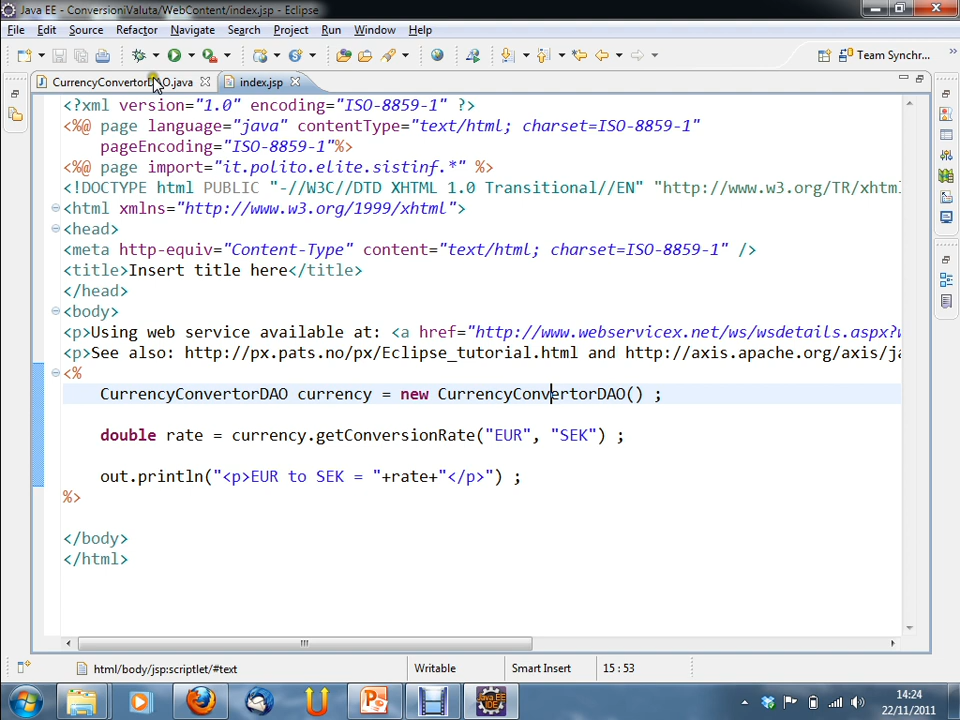 Java EE - ConversioniValuta/WebContent/index.jsp - Eclipse
File Edit Source Refactor Navigate Search Project Run Window Help
Team Synchr... »
CurrencyConvertorDAO.java index.jsp
<?xml version="1.0" encoding="ISO-8859-1" ?>
<%@ page language="java" contentType="text/html; charset=ISO-8859-1"
pageEncoding="ISO-8859-1"%>
<%@ page import="it.polito.elite.sistinf.*" %>
<!DOCTYPE html PUBLIC "-//W3C//DTD XHTML 1.0 Transitional//EN" "http://www.w3.org/TR/xhtml
<html xmlns="http://www.w3.org/1999/xhtml">
<head>
<meta http-equiv="Content-Type" content="text/html; charset=ISO-8859-1" />
<title>Insert title here</title>
</head>
<body>
<p>Using web service available at: <a href="http://www.webservicex.net/ws/wsdetails.aspx?w
<p>See also: http://px.pats.no/px/Eclipse_tutorial.html and http://axis.apache.org/axis/ja
<%
CurrencyConvertorDAO currency = new CurrencyConvertorDAO() ;
double rate = currency.getConversionRate("EUR", "SEK") ;
out.println("<p>EUR to SEK = "+rate+"</p>") ;
%>
</body>
</html>
html/body/jsp:scriptlet/#text Writable Smart Insert 15 : 53
14:24
22/11/2011